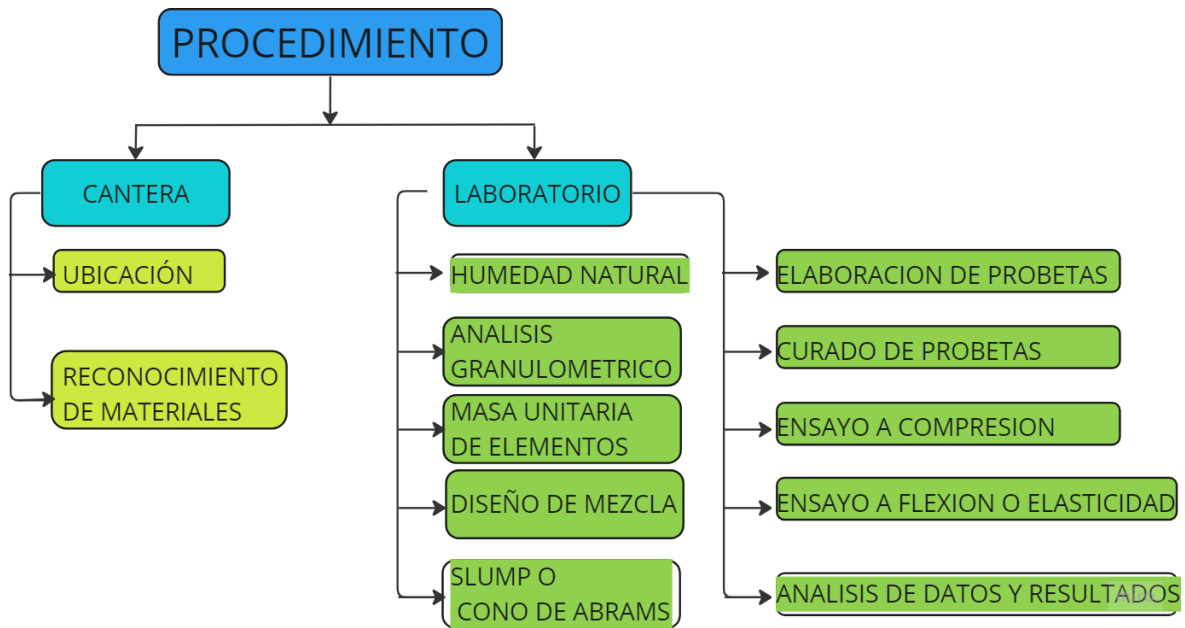 PROCEDIMIENTO
CANTERA
UBICACIÓN
RECONOCIMIENTO
DE MATERIALES
LABORATORIO
HUMEDAD NATURAL
ANALISIS
GRANULOMETRICO
MASA UNITARIA
DE ELEMENTOS
DISEÑO DE MEZCLA
SLUMP O
CONO DE ABRAMS
ELABORACION DE PROBETAS
CURADO DE PROBETAS
ENSAYO A COMPRESION
ENSAYO A FLEXION O ELASTICIDAD
ANALISIS DE DATOS Y RESULTADOS